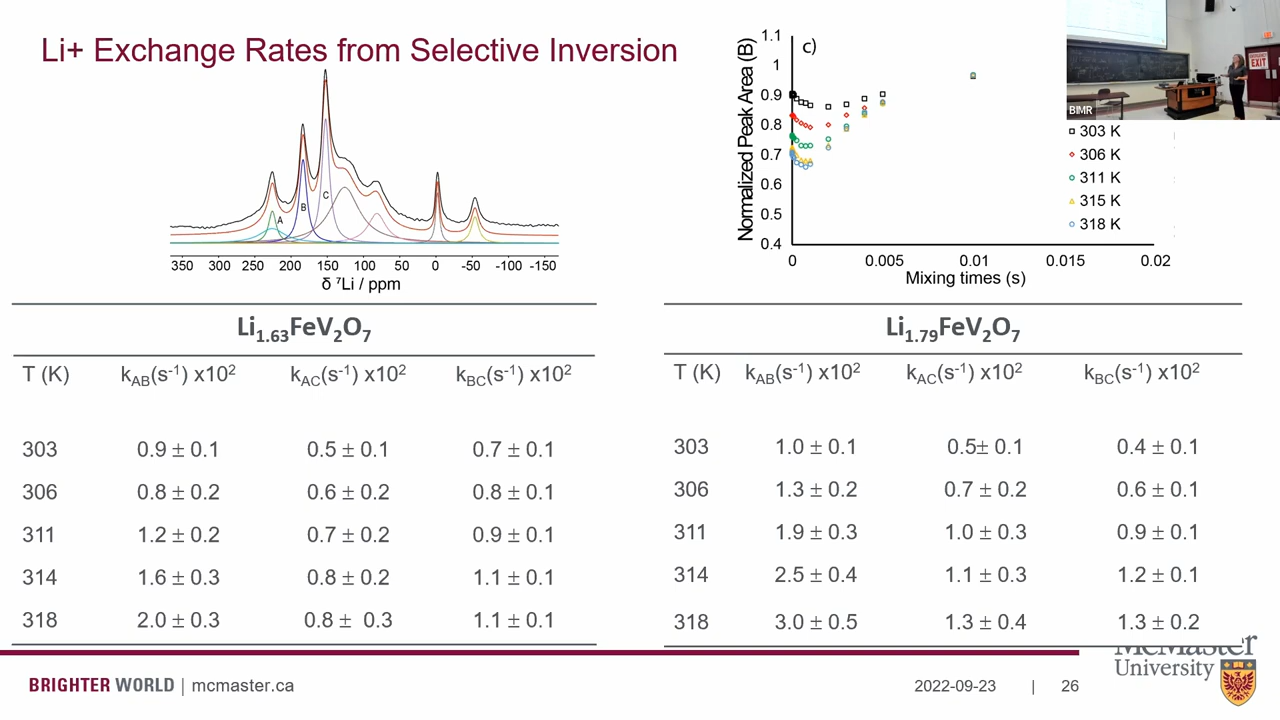 Li+ Exchange Rates from Selective Inversion
A
B
C
350 300 250 200 150 100 50 0 -50 -100 -150
δ ⁷Li / ppm
c)
Normalized Peak Area (B)
1.1
1
0.9
0.8
0.7
0.6
0.5
0.4
0 0.005 0.01 0.015 0.02
Mixing times (s)
EXIT
BIMR
303 K
306 K
311 K
315 K
318 K
Li₁.₆₃FeV₂O₇
T (K) k_AB(s⁻¹) x10² k_AC(s⁻¹) x10² k_BC(s⁻¹) x10²
303 0.9 ± 0.1 0.5 ± 0.1 0.7 ± 0.1
306 0.8 ± 0.2 0.6 ± 0.2 0.8 ± 0.1
311 1.2 ± 0.2 0.7 ± 0.2 0.9 ± 0.1
314 1.6 ± 0.3 0.8 ± 0.2 1.1 ± 0.1
318 2.0 ± 0.3 0.8 ± 0.3 1.1 ± 0.1
Li₁.₇₉FeV₂O₇
T (K) k_AB(s⁻¹) x10² k_AC(s⁻¹) x10² k_BC(s⁻¹) x10²
303 1.0 ± 0.1 0.5± 0.1 0.4 ± 0.1
306 1.3 ± 0.2 0.7 ± 0.2 0.6 ± 0.1
311 1.9 ± 0.3 1.0 ± 0.3 0.9 ± 0.1
314 2.5 ± 0.4 1.1 ± 0.3 1.2 ± 0.1
318 3.0 ± 0.5 1.3 ± 0.4 1.3 ± 0.2
BRIGHTER WORLD | mcmaster.ca
2022-09-23 | 26
McMaster
University